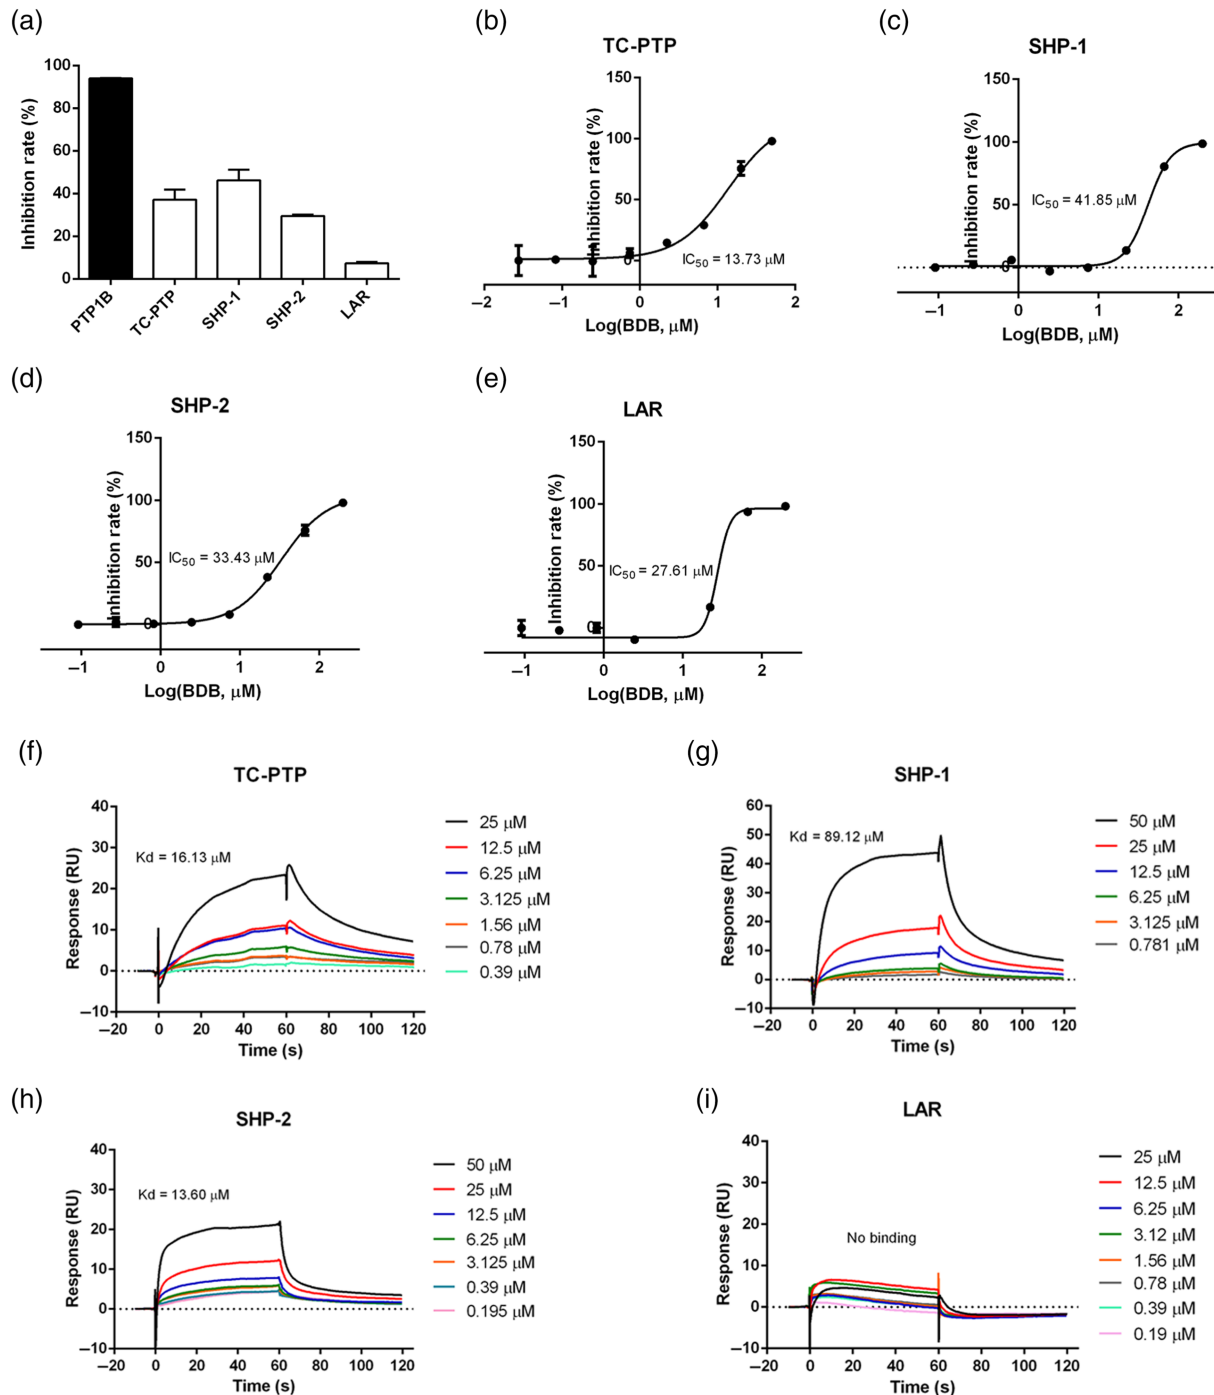 (a)
100
80
60
40
20
0
Inhibition rate (%)
PTP1B
TC-PTP
SHP-1
SHP-2
LAR
(b)
TC-PTP
150
100
50
0
Inhibition rate (%)
IC50 = 13.73 μM
−2 −1 0 1 2
Log(BDB, μM)
(c)
SHP-1
150
100
50
0
Inhibition rate (%)
IC50 = 41.85 μM
−1 0 1 2
Log(BDB, μM)
(d)
SHP-2
150
100
50
0
Inhibition rate (%)
IC50 = 33.43 μM
−1 0 1 2
Log(BDB, μM)
(e)
LAR
150
100
50
0
Inhibition rate (%)
IC50 = 27.61 μM
−1 0 1 2
Log(BDB, μM)
(f)
TC-PTP
40
30
20
10
0
−10
Response (RU)
Kd = 16.13 μM
−20 0 20 40 60 80 100 120
Time (s)
25 μM
12.5 μM
6.25 μM
3.125 μM
1.56 μM
0.78 μM
0.39 μM
(g)
SHP-1
60
50
40
30
20
10
0
−10
Response (RU)
Kd = 89.12 μM
−20 0 20 40 60 80 100 120
Time (s)
50 μM
25 μM
12.5 μM
6.25 μM
3.125 μM
0.781 μM
(h)
SHP-2
40
30
20
10
0
−10
Response (RU)
Kd = 13.60 μM
−20 0 20 40 60 80 100 120
Time (s)
50 μM
25 μM
12.5 μM
6.25 μM
3.125 μM
0.39 μM
0.195 μM
(i)
LAR
40
30
20
10
0
−10
Response (RU)
No binding
−20 0 20 40 60 80 100 120
Time (s)
25 μM
12.5 μM
6.25 μM
3.12 μM
1.56 μM
0.78 μM
0.39 μM
0.19 μM